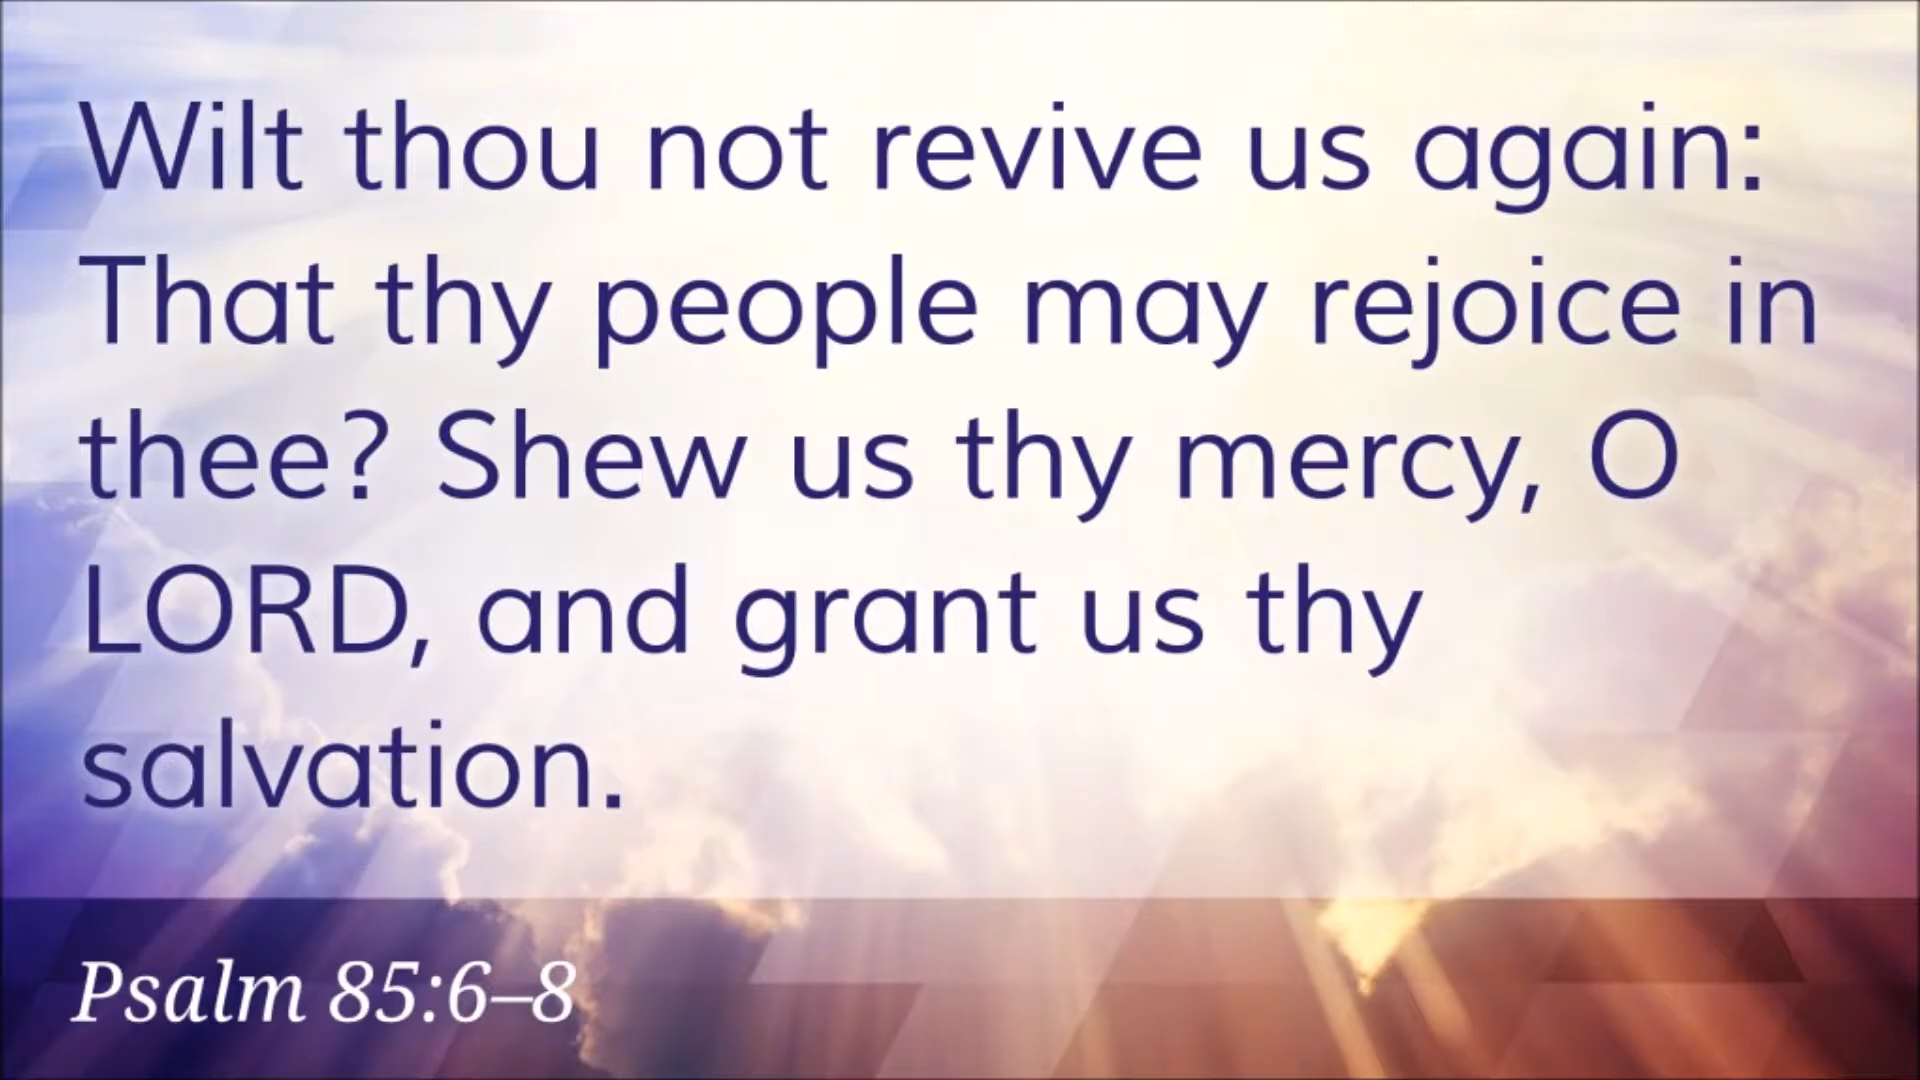 Wilt thou not revive us again:
That thy people may rejoice in
thee? Shew us thy mercy, O
LORD, and grant us thy
salvation.
Psalm 85:6–8